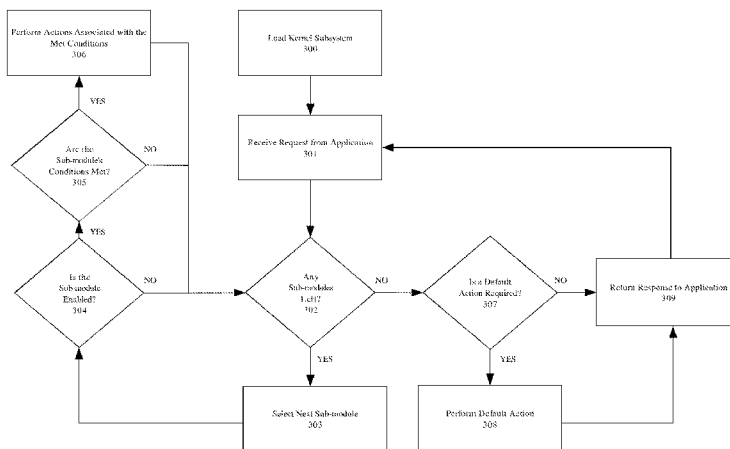 Perform Actions Associated with the
Met Conditions
306
Load Kernel Subsystem
300
YES
Are the
Sub-module's
Conditions Met?
305
NO
Receive Request from Application
301
YES
Is the
Sub-module
Enabled?
304
NO
Any
Sub-modules
Left?
302
NO
Is a Default
Action Required?
307
NO
Return Response to Application
309
YES
YES
Select Next Sub-module
303
Perform Default Action
308